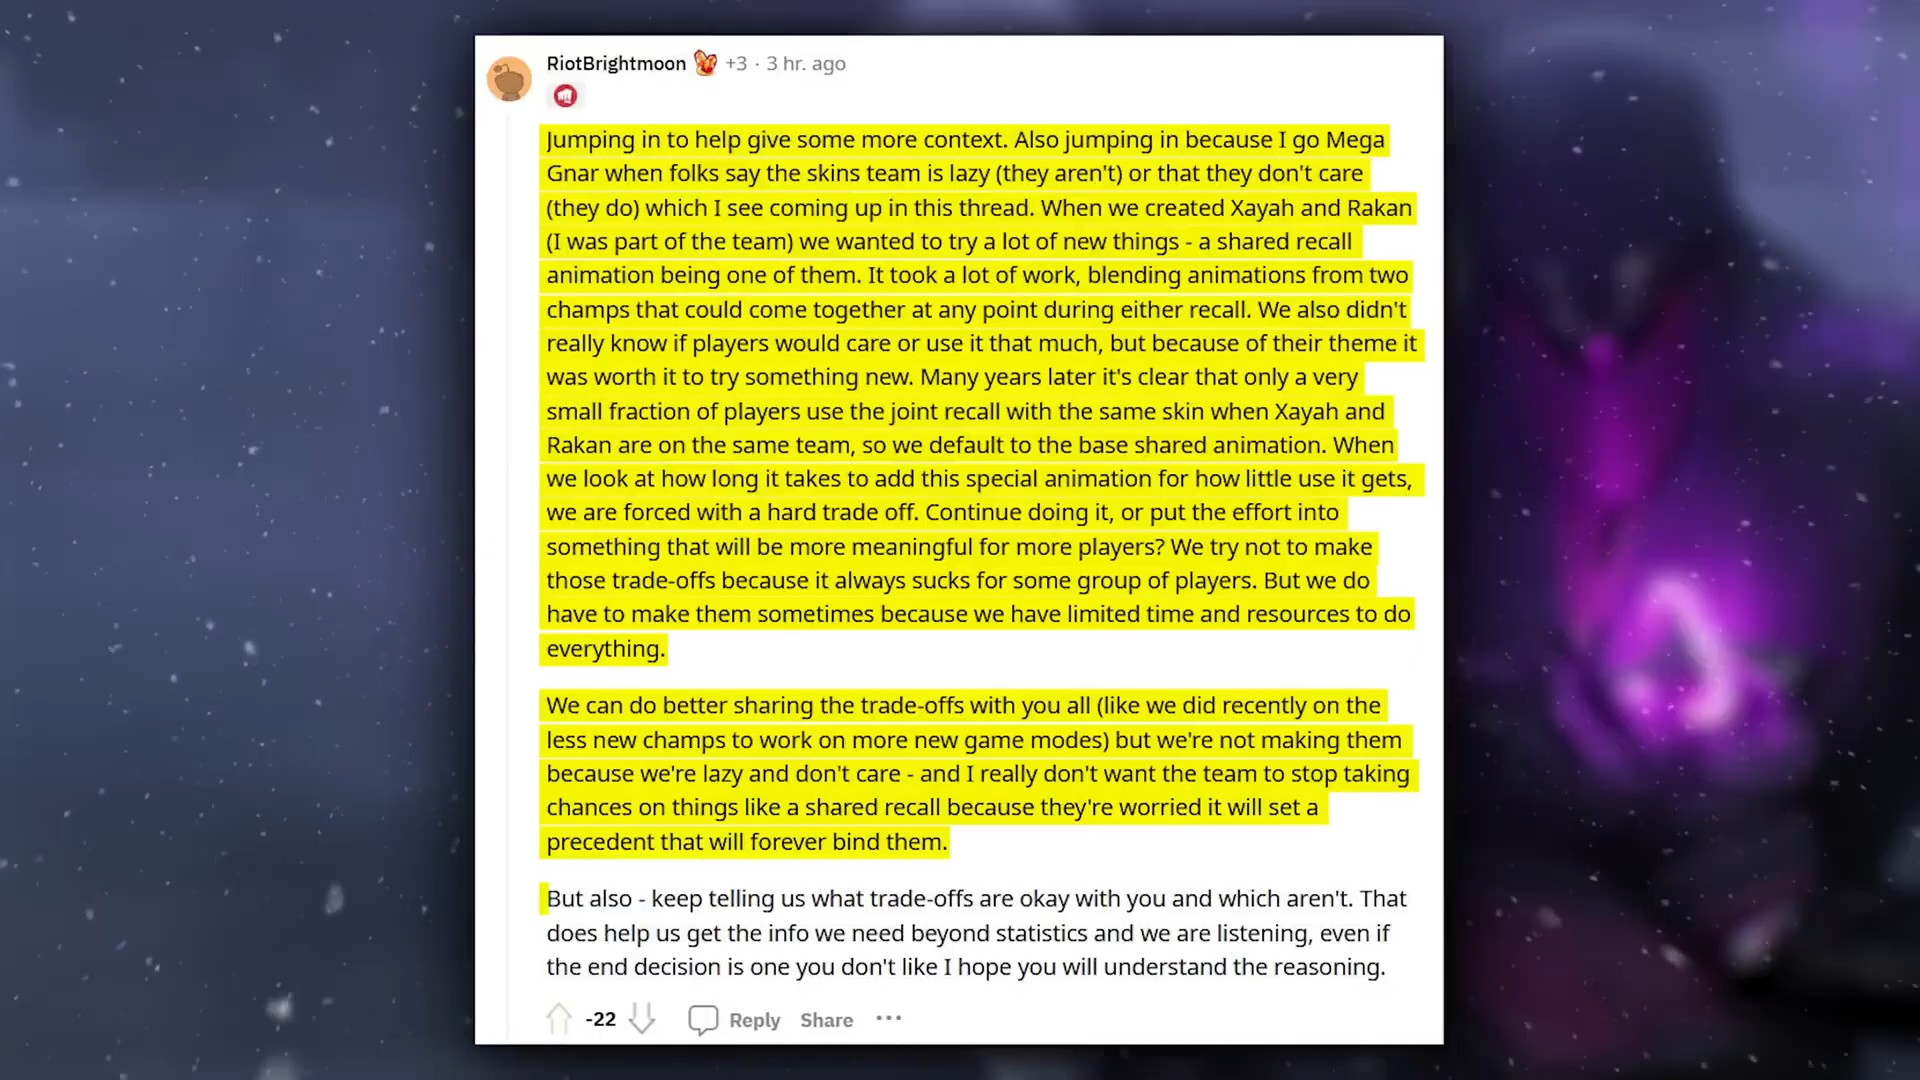 RiotBrightmoon +3 · 3 hr. ago
Jumping in to help give some more context. Also jumping in because I go Mega
Gnar when folks say the skins team is lazy (they aren't) or that they don't care
(they do) which I see coming up in this thread. When we created Xayah and Rakan
(I was part of the team) we wanted to try a lot of new things - a shared recall
animation being one of them. It took a lot of work, blending animations from two
champs that could come together at any point during either recall. We also didn't
really know if players would care or use it that much, but because of their theme it
was worth it to try something new. Many years later it's clear that only a very
small fraction of players use the joint recall with the same skin when Xayah and
Rakan are on the same team, so we default to the base shared animation. When
we look at how long it takes to add this special animation for how little use it gets,
we are forced with a hard trade off. Continue doing it, or put the effort into
something that will be more meaningful for more players? We try not to make
those trade-offs because it always sucks for some group of players. But we do
have to make them sometimes because we have limited time and resources to do
everything.
We can do better sharing the trade-offs with you all (like we did recently on the
less new champs to work on more new game modes) but we're not making them
because we're lazy and don't care - and I really don't want the team to stop taking
chances on things like a shared recall because they're worried it will set a
precedent that will forever bind them.
But also - keep telling us what trade-offs are okay with you and which aren't. That
does help us get the info we need beyond statistics and we are listening, even if
the end decision is one you don't like I hope you will understand the reasoning.
-22 Reply Share ···